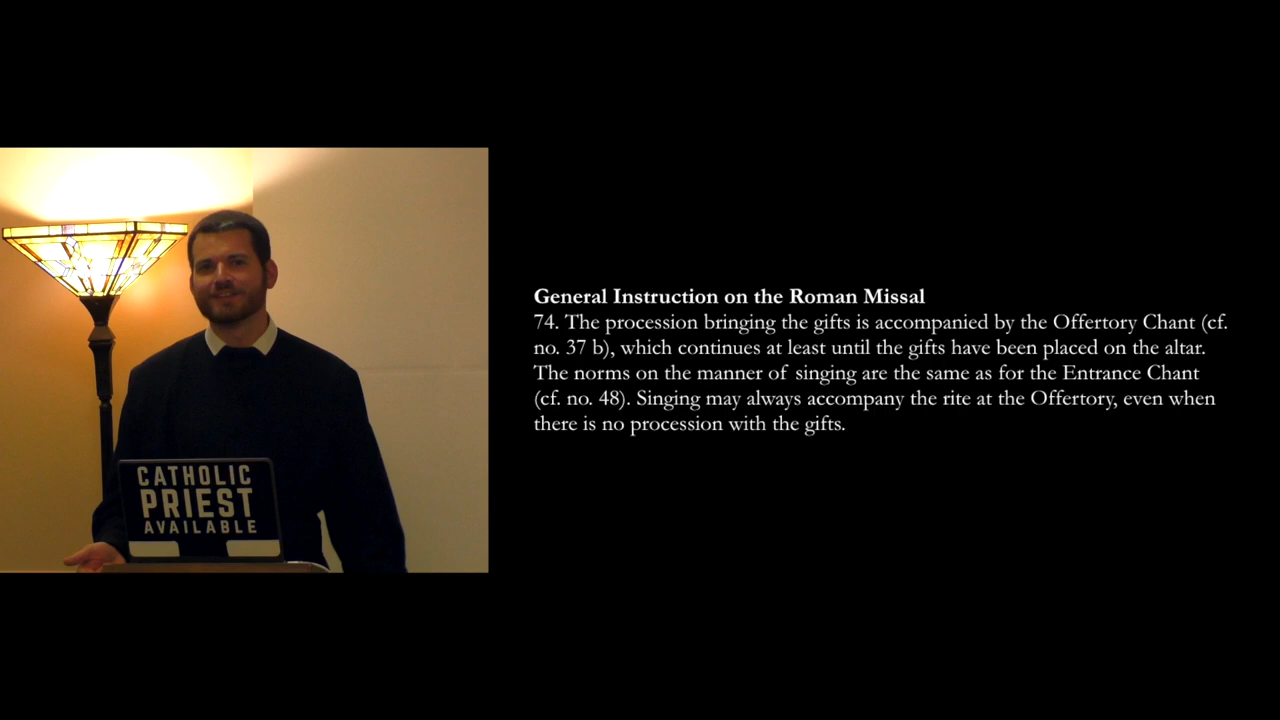 CATHOLIC
PRIEST
AVAILABLE
General Instruction on the Roman Missal
74. The procession bringing the gifts is accompanied by the Offertory Chant (cf.
no. 37 b), which continues at least until the gifts have been placed on the altar.
The norms on the manner of singing are the same as for the Entrance Chant
(cf. no. 48). Singing may always accompany the rite at the Offertory, even when
there is no procession with the gifts.